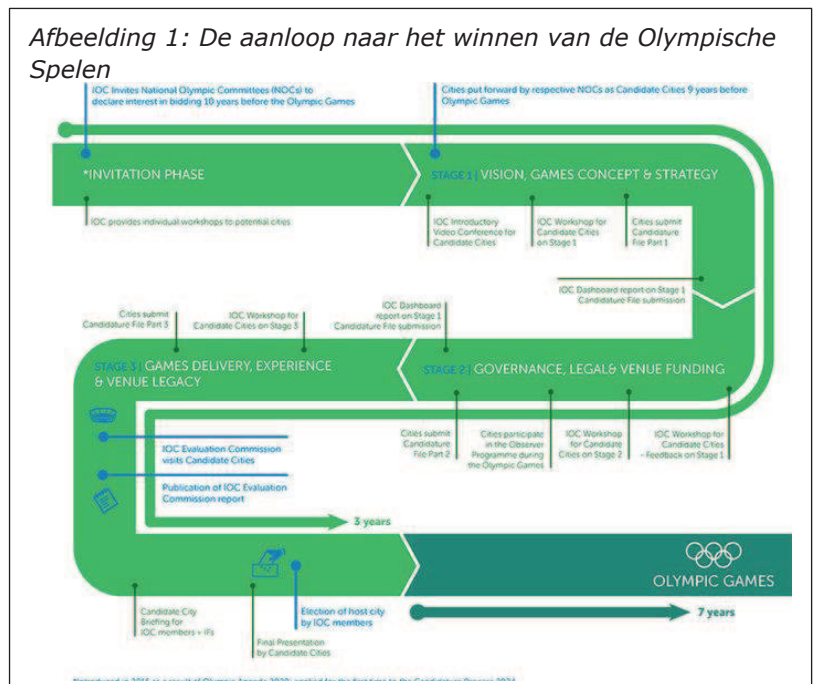 Afbeelding 1: De aanloop naar het winnen van de Olympische
Spelen
IOC Invites National Olympic Committees (NOCs) to
declare interest in bidding 10 years before the Olympic Games
Cities put forward by respective NOCs as Candidate Cities 9 years before
Olympic Games
*INVITATION PHASE
STAGE 1 | VISION, GAMES CONCEPT & STRATEGY
IOC provides individual workshops to potential cities
IOC Introductory
Video Conference for
Candidate Cities
IOC Workshop for
Candidate Cities
on Stage 1
Cities submit
Candidature
File Part 1
IOC Dashboard report on Stage 1
Candidature File submission
Cities submit
Candidature File Part 3
IOC Workshop for
Candidate Cities on Stage 3
IOC Dashboard
report on Stage 1
Candidature File submission
STAGE 3 | GAMES DELIVERY, EXPERIENCE
& VENUE LEGACY
STAGE 2 | GOVERNANCE, LEGAL& VENUE FUNDING
Cities submit
Candidature
File Part 2
Cities participate
in the Observer
Programme during
the Olympic Games
IOC Workshop
for Candidate
Cities on Stage 2
IOC Workshop for
Candidate Cities
- Feedback on Stage 1
IOC Evaluation Commission
visits Candidate Cities
Publication of IOC Evaluation
Commission report
3 years
OLYMPIC GAMES
Candidate City
Briefing for
IOC members + IFs
Final Presentation
by Candidate Cities
Election of host city
by IOC members
7 years